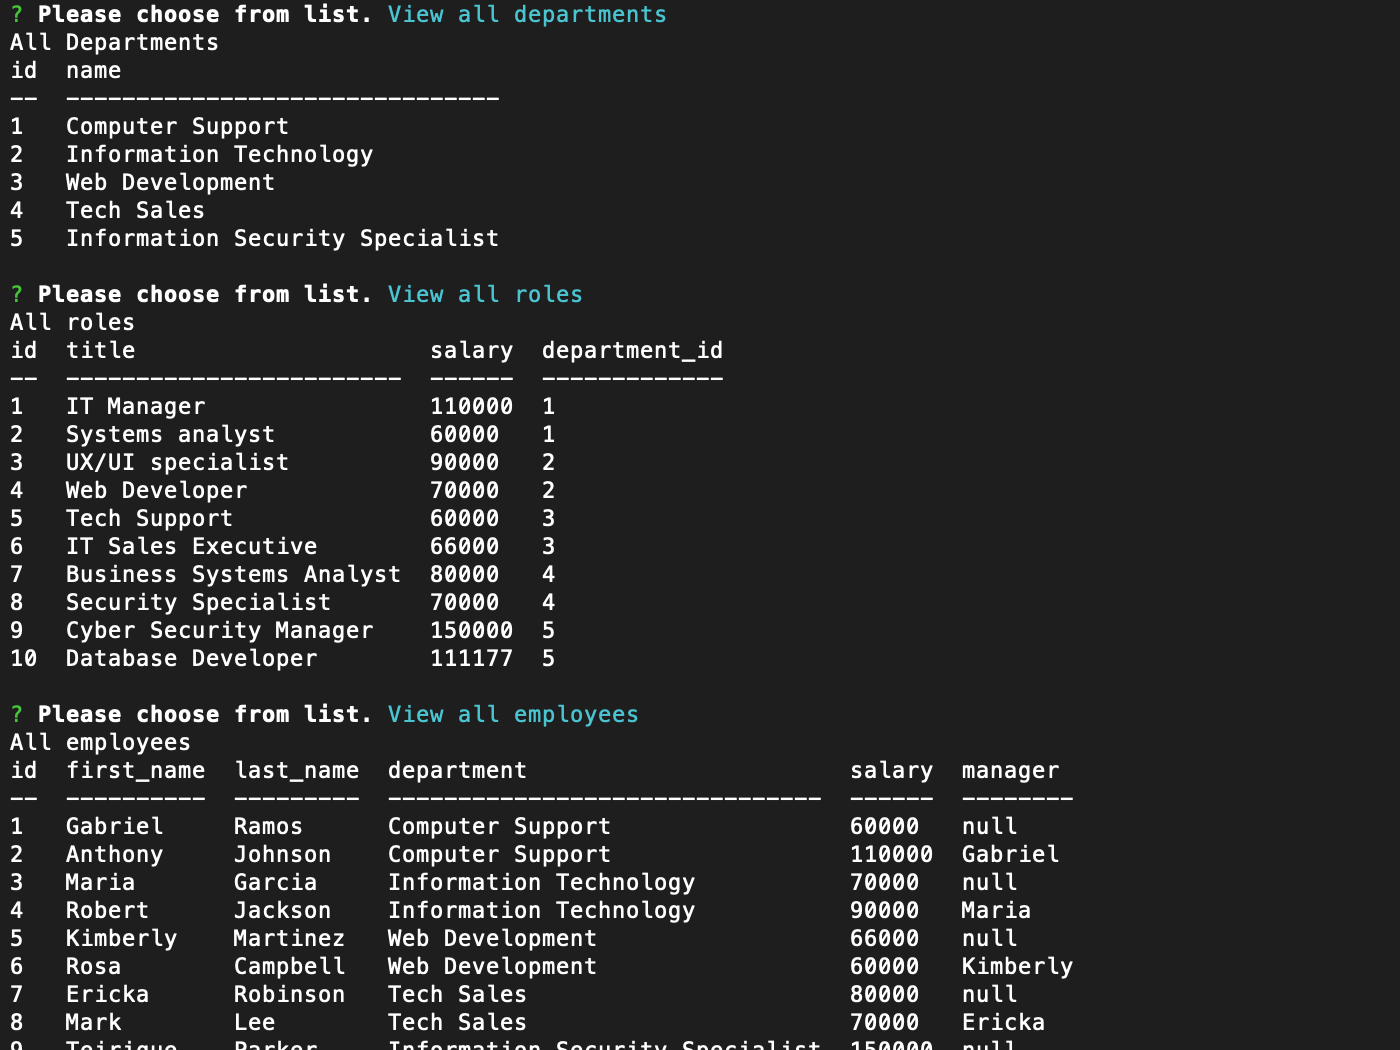 ? Please choose from list. View all departments
All Departments
id  name
--  -------------------------------
1   Computer Support
2   Information Technology
3   Web Development
4   Tech Sales
5   Information Security Specialist
? Please choose from list. View all roles
All roles
id  title                     salary  department_id
--  ------------------------  ------  -------------
1   IT Manager                110000  1
2   Systems analyst           60000   1
3   UX/UI specialist          90000   2
4   Web Developer             70000   2
5   Tech Support              60000   3
6   IT Sales Executive        66000   3
7   Business Systems Analyst  80000   4
8   Security Specialist       70000   4
9   Cyber Security Manager    150000  5
10  Database Developer        111177  5
? Please choose from list. View all employees
All employees
id  first_name  last_name  department                       salary  manager
--  ----------  ---------  -------------------------------  ------  --------
1   Gabriel     Ramos      Computer Support                 60000   null
2   Anthony     Johnson    Computer Support                 110000  Gabriel
3   Maria       Garcia     Information Technology           70000   null
4   Robert      Jackson    Information Technology           90000   Maria
5   Kimberly    Martinez   Web Development                  66000   null
6   Rosa        Campbell   Web Development                  60000   Kimberly
7   Ericka      Robinson   Tech Sales                       80000   null
8   Mark        Lee        Tech Sales                       70000   Ericka
9               Parker     Information Security Specialist  150000  null